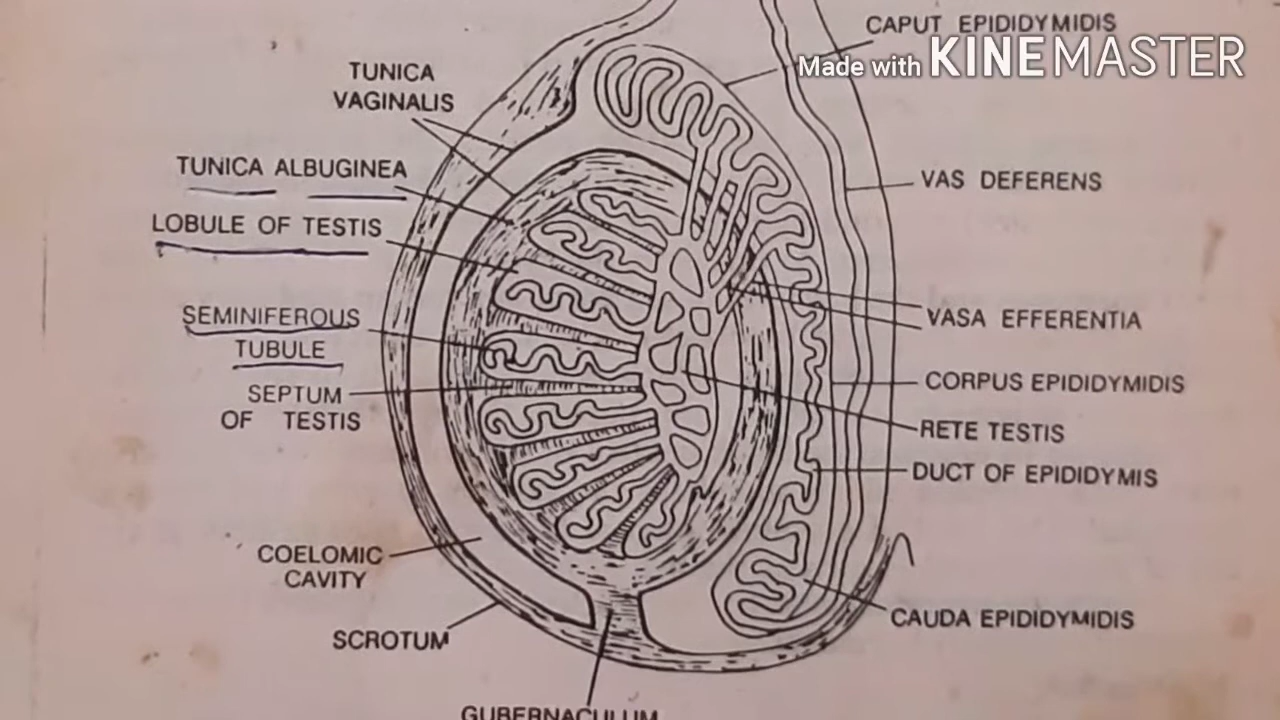 CAPUT EPIDIDYMIDIS
Made with KINEMASTER
TUNICA
VAGINALIS
TUNICA ALBUGINEA
LOBULE OF TESTIS
SEMINIFEROUS
TUBULE
SEPTUM
OF TESTIS
COELOMIC
CAVITY
SCROTUM
GUBERNACULUM
VAS DEFERENS
VASA EFFERENTIA
CORPUS EPIDIDYMIDIS
RETE TESTIS
DUCT OF EPIDIDYMIS
CAUDA EPIDIDYMIDIS